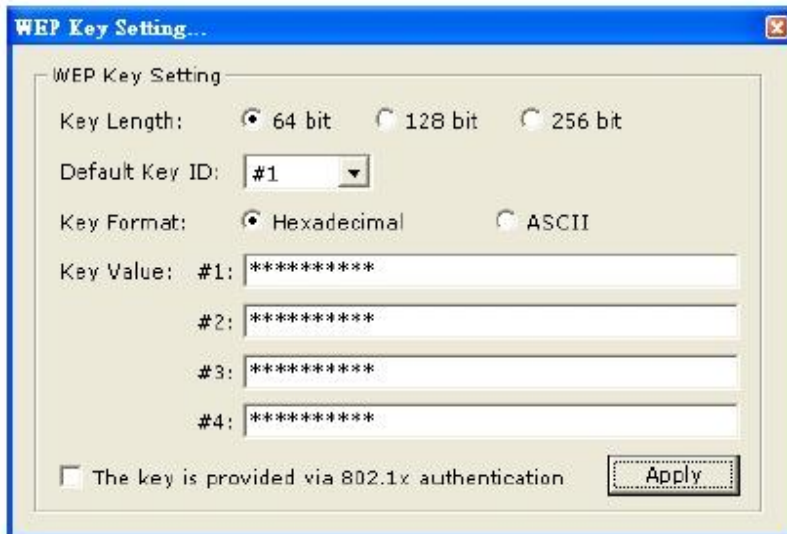 WEP Key Setting...
WEP Key Setting
Key Length: 64 bit 128 bit 256 bit
Default Key ID: #1
Key Format: Hexadecimal ASCII
Key Value: #1: **********
#2: **********
#3: **********
#4: **********
The key is provided via 802.1x authentication Apply